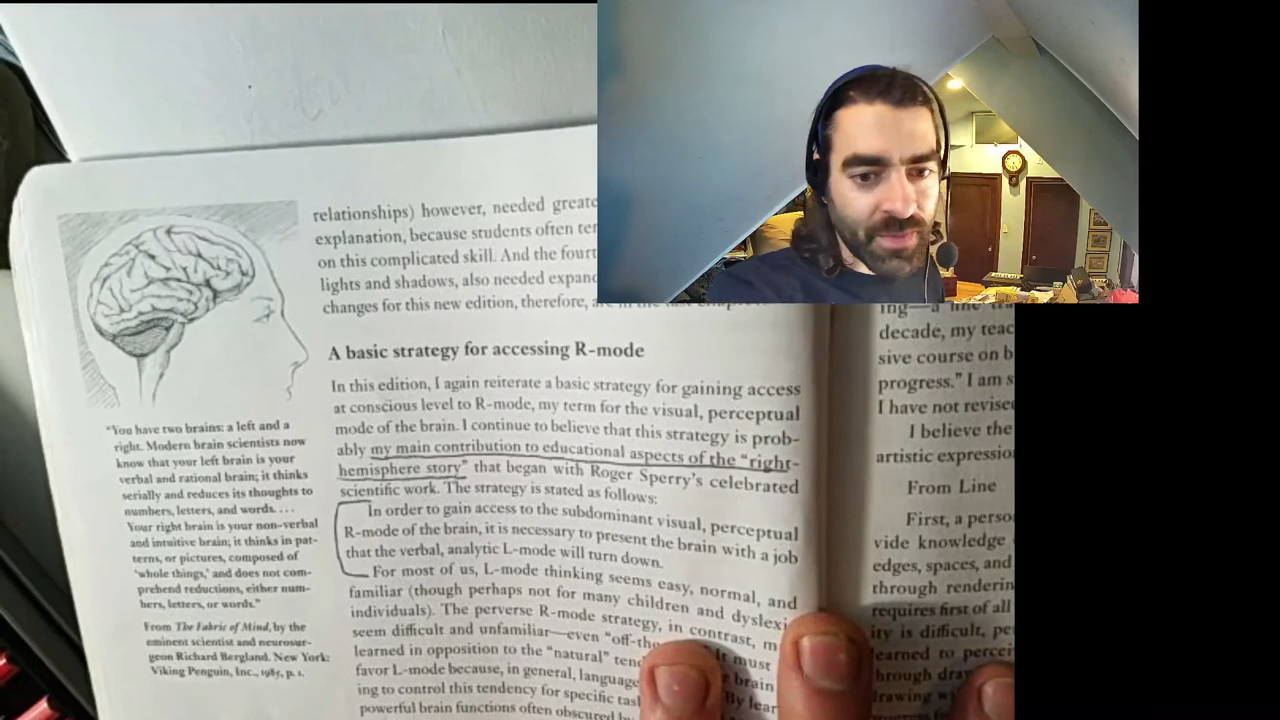 relationships) however, needed
explanation, because students often
on this complicated skill. And the
lights and shadows, also needed
changes for this new edition, therefore,
A basic strategy for accessing R-mode
In this edition, I again reiterate a basic strategy for gaining access
at conscious level to R-mode, my term for the visual, perceptual
mode of the brain. I continue to believe that this strategy is prob-
ably my main contribution to educational aspects of the "right-
hemisphere story" that began with Roger Sperry's celebrated
scientific work. The strategy is stated as follows:
In order to gain access to the subdominant visual, perceptual
R-mode of the brain, it is necessary to present the brain with a job
that the verbal, analytic L-mode will turn down.
For most of us, L-mode thinking seems easy, normal, and
familiar (though perhaps not for many children and
individuals). The perverse R-mode strategy, in contrast,
seem difficult and unfamiliar—even must
learned in opposition to the "natural" brain
favor L-mode because, in general, language
ing to control this tendency for specific By
powerful brain functions often obscured
"You have two brains: a left and a
right. Modern brain scientists now
know that your left brain is your
verbal and rational brain; it thinks
serially and reduces its thoughts to
numbers, letters, and words. . . .
Your right brain is your non-verbal
and intuitive brain; it thinks in pat-
terns, or pictures, composed of
'whole things,' and does not com-
prehend reductions, either num-
bers, letters, or words."
From The Fabric of Mind, by the
eminent scientist and neurosur-
geon Richard Bergland. New York:
Viking Penguin, Inc., 1985, p. 1.
decade, my
sive course on
progress." I am
I have not
I believe the
artistic
From Line
First, a
vide knowledge
edges, spaces, and
through
requires first of all
ity is difficult,
learned to
through